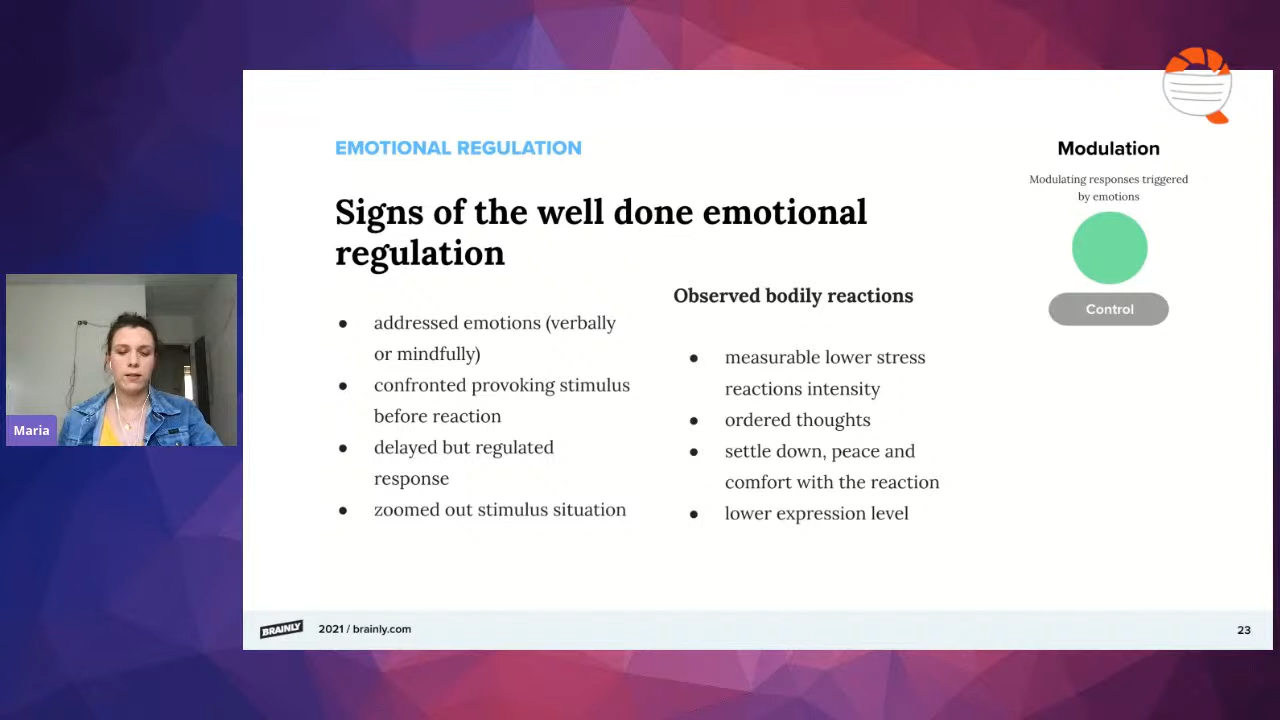 EMOTIONAL REGULATION
Signs of the well done emotional
regulation
addressed emotions (verbally
or mindfully)
confronted provoking stimulus
before reaction
delayed but regulated
response
zoomed out stimulus situation
Observed bodily reactions
measurable lower stress
reactions intensity
ordered thoughts
settle down, peace and
comfort with the reaction
lower expression level
Modulation
Modulating responses triggered
by emotions
Control
Maria
BRAINLY
2021 / brainly.com
23